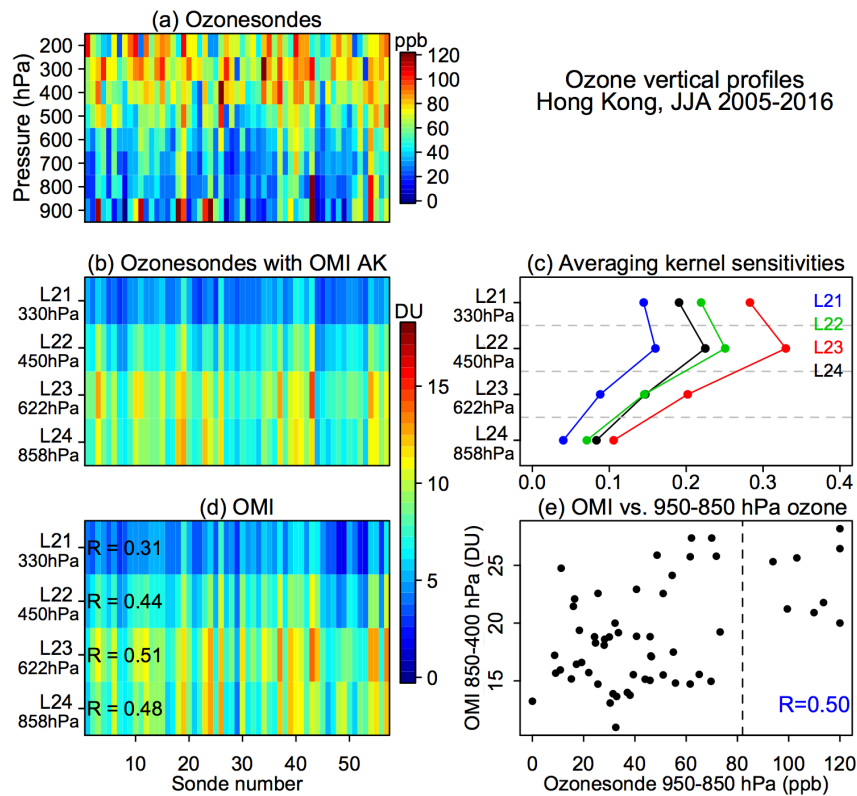 (a) Ozonesondes
ppb
Pressure (hPa)
200
300
400
500
600
700
800
900
120
100
80
60
40
20
0
Ozone vertical profiles
Hong Kong, JJA 2005-2016
(b) Ozonesondes with OMI AK
L21
330hPa
L22
450hPa
L23
622hPa
L24
858hPa
DU
15
10
5
0
(c) Averaging kernel sensitivities
L21
330hPa
L22
450hPa
L23
622hPa
L24
858hPa
L21
L22
L23
L24
0.0 0.1 0.2 0.3 0.4
(d) OMI
L21
330hPa
L22
450hPa
L23
622hPa
L24
858hPa
R = 0.31
R = 0.44
R = 0.51
R = 0.48
10 20 30 40 50
Sonde number
(e) OMI vs. 950-850 hPa ozone
OMI 850-400 hPa (DU)
25
20
15
R=0.50
0 20 40 60 80 100 120
Ozonesonde 950-850 hPa (ppb)